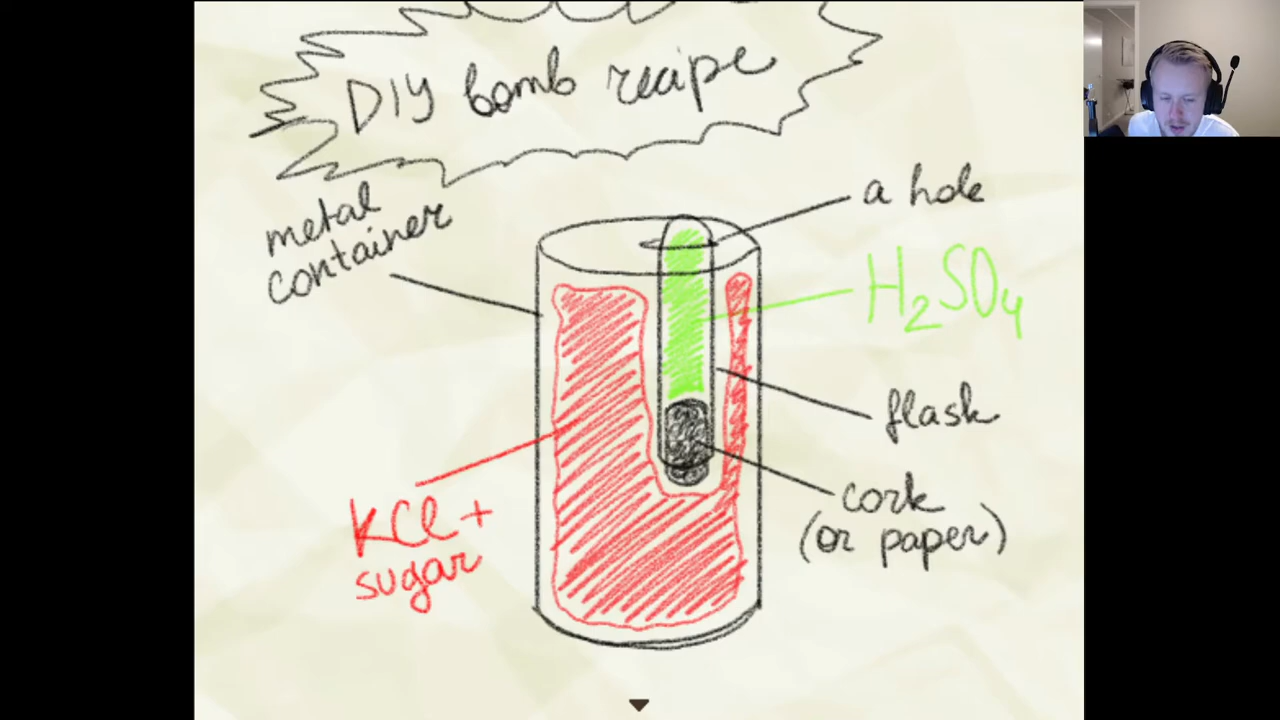 DIY bomb recipe
metal
container
a hole
H₂SO₄
flask
cork
(or paper)
KCl +
sugar